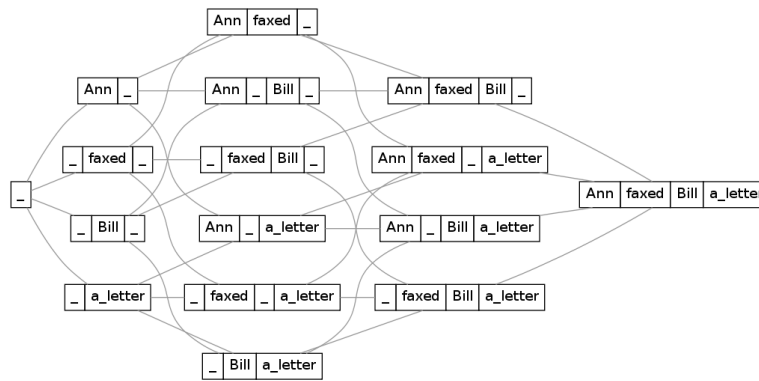 Ann faxed _
Ann _
Ann _ Bill _
Ann faxed Bill _
_ faxed _
_ faxed Bill _
Ann faxed _ a_letter
_
Ann faxed Bill a_letter
_ Bill _
Ann _ a_letter
Ann _ Bill a_letter
_ a_letter
_ faxed _ a_letter
_ faxed Bill a_letter
_ Bill a_letter